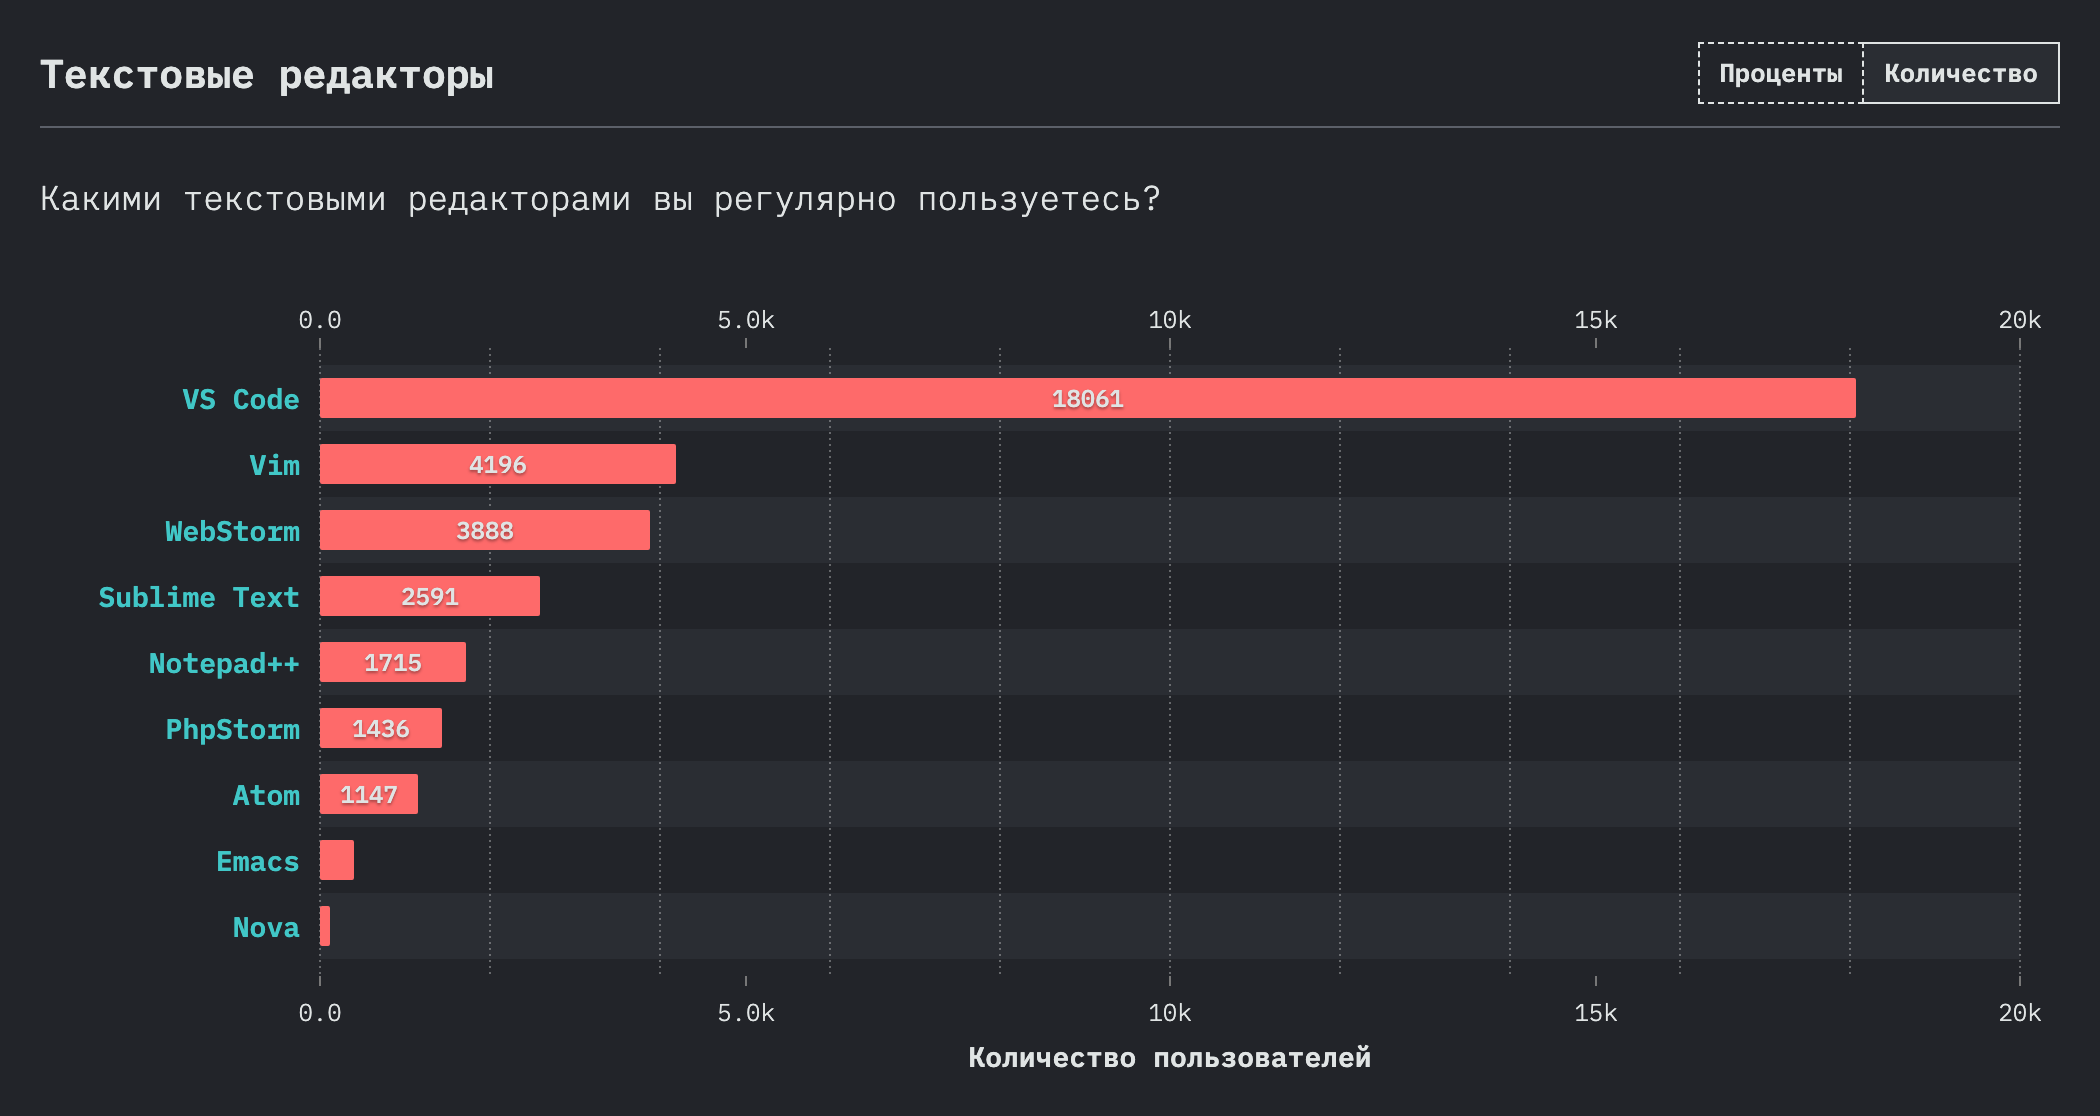 Текстовые редакторы
Проценты Количество
Какими текстовыми редакторами вы регулярно пользуетесь?
0.0 5.0k 10k 15k 20k
VS Code 18061
Vim 4196
WebStorm 3888
Sublime Text 2591
Notepad++ 1715
PhpStorm 1436
Atom 1147
Emacs
Nova
0.0 5.0k 10k 15k 20k
Количество пользователей